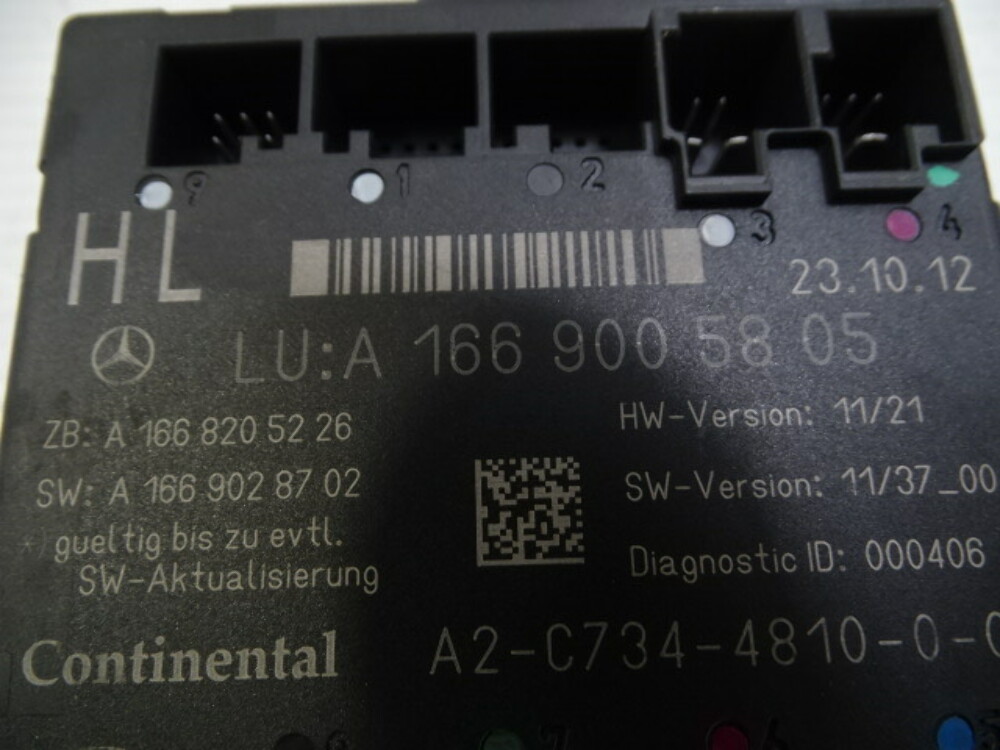 9 1 2
3 4
HL
23.10.12
LU:A 166 900 58 05
ZB: A 166 820 52 26
HW-Version: 11/21
SW: A 166 902 87 02
SW-Version: 11/37_00
*) gueltig bis zu evtl.
SW-Aktualisierung
Diagnostic ID: 000406
Continental
A2-C734-4810-0-0
7 6